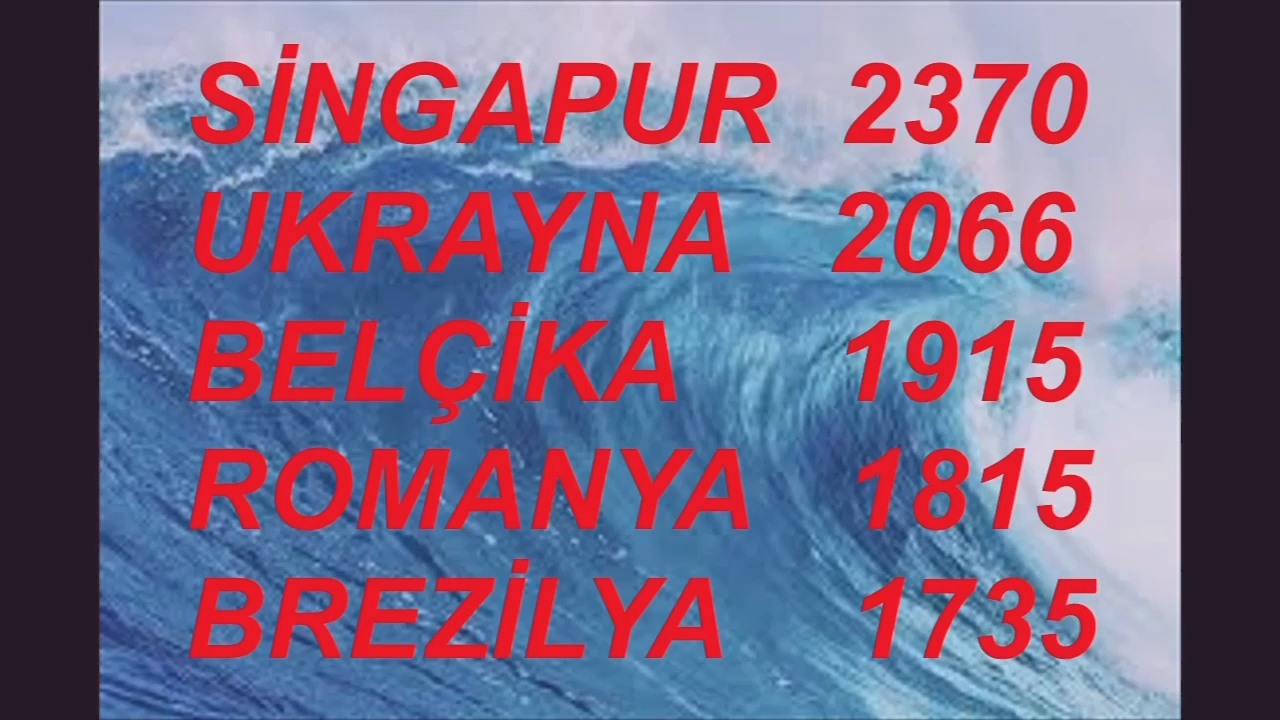 SİNGAPUR 2370
UKRAYNA 2066
BELÇİKA 1915
ROMANYA 1815
BREZİLYA 1735